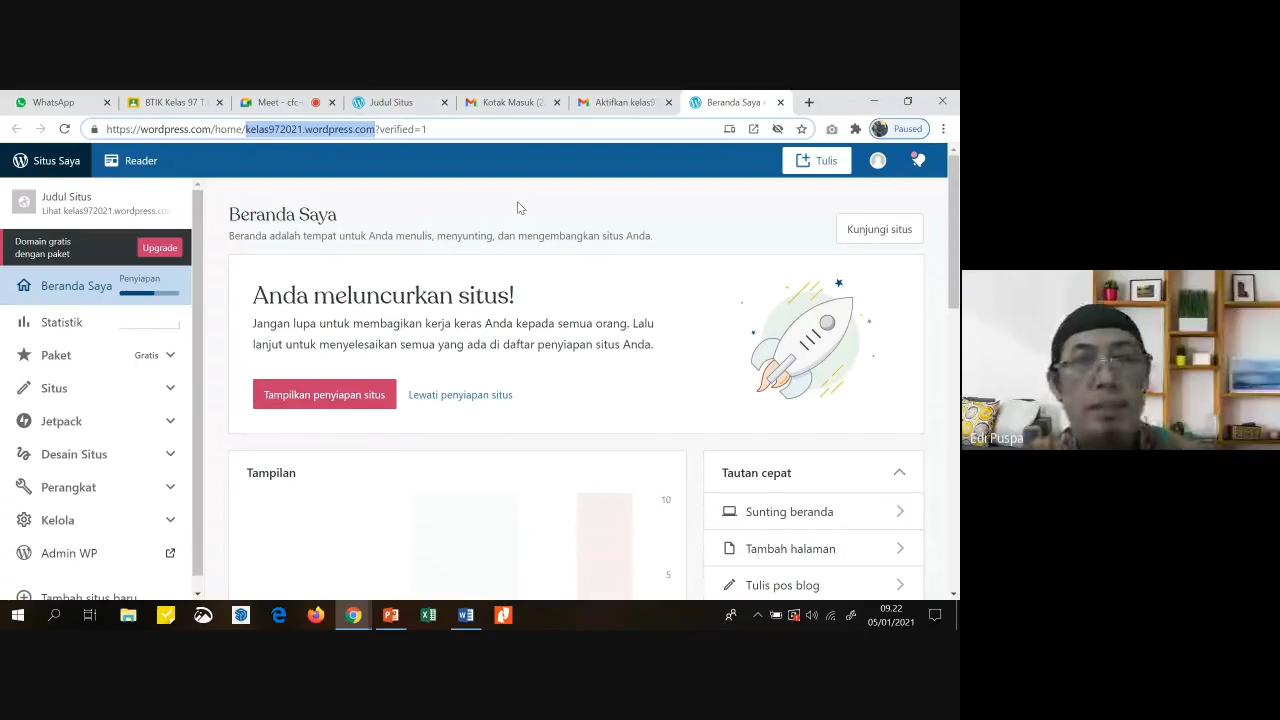 WhatsApp
BTIK Kelas 97 T.
Meet - cfc-
Judul Situs
Kotak Masuk (2
Aktifkan kelas9
Beranda Saya
https://wordpress.com/home/kelas972021.wordpress.com?verified=1
Paused
Situs Saya
Reader
Tulis
Judul Situs
Lihat kelas972021.wordpress.co
Domain gratis
dengan paket
Upgrade
Beranda Saya
Penyiapan
Statistik
Paket
Gratis
Situs
Jetpack
Desain Situs
Perangkat
Kelola
Admin WP
Tambah situs baru
Beranda Saya
Beranda adalah tempat untuk Anda menulis, menyunting, dan mengembangkan situs Anda.
Kunjungi situs
Anda meluncurkan situs!
Jangan lupa untuk membagikan kerja keras Anda kepada semua orang. Lalu
lanjut untuk menyelesaikan semua yang ada di daftar penyiapan situs Anda.
Tampilkan penyiapan situs
Lewati penyiapan situs
Tampilan
10
5
Tautan cepat
Sunting beranda
Tambah halaman
Tulis pos blog
09.22
05/01/2021
Edi Puspa